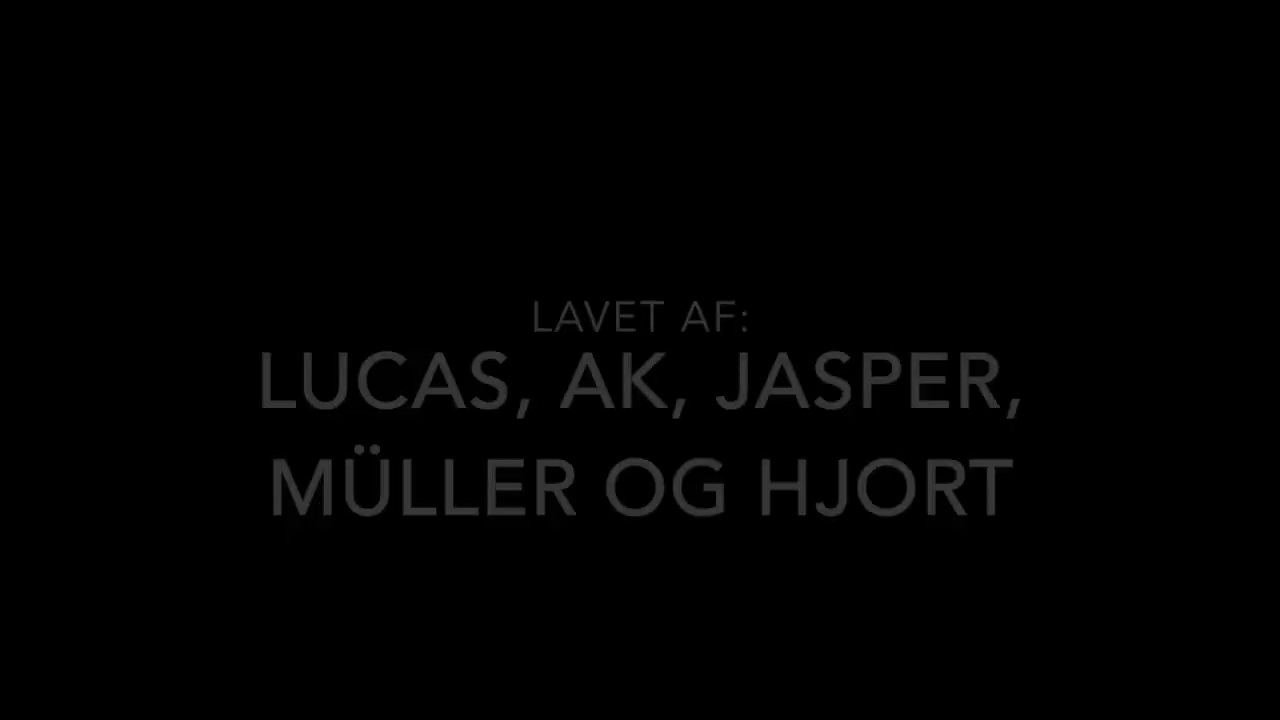 LAVET AF:
LUCAS, AK, JASPER,
MÜLLER OG HJORT